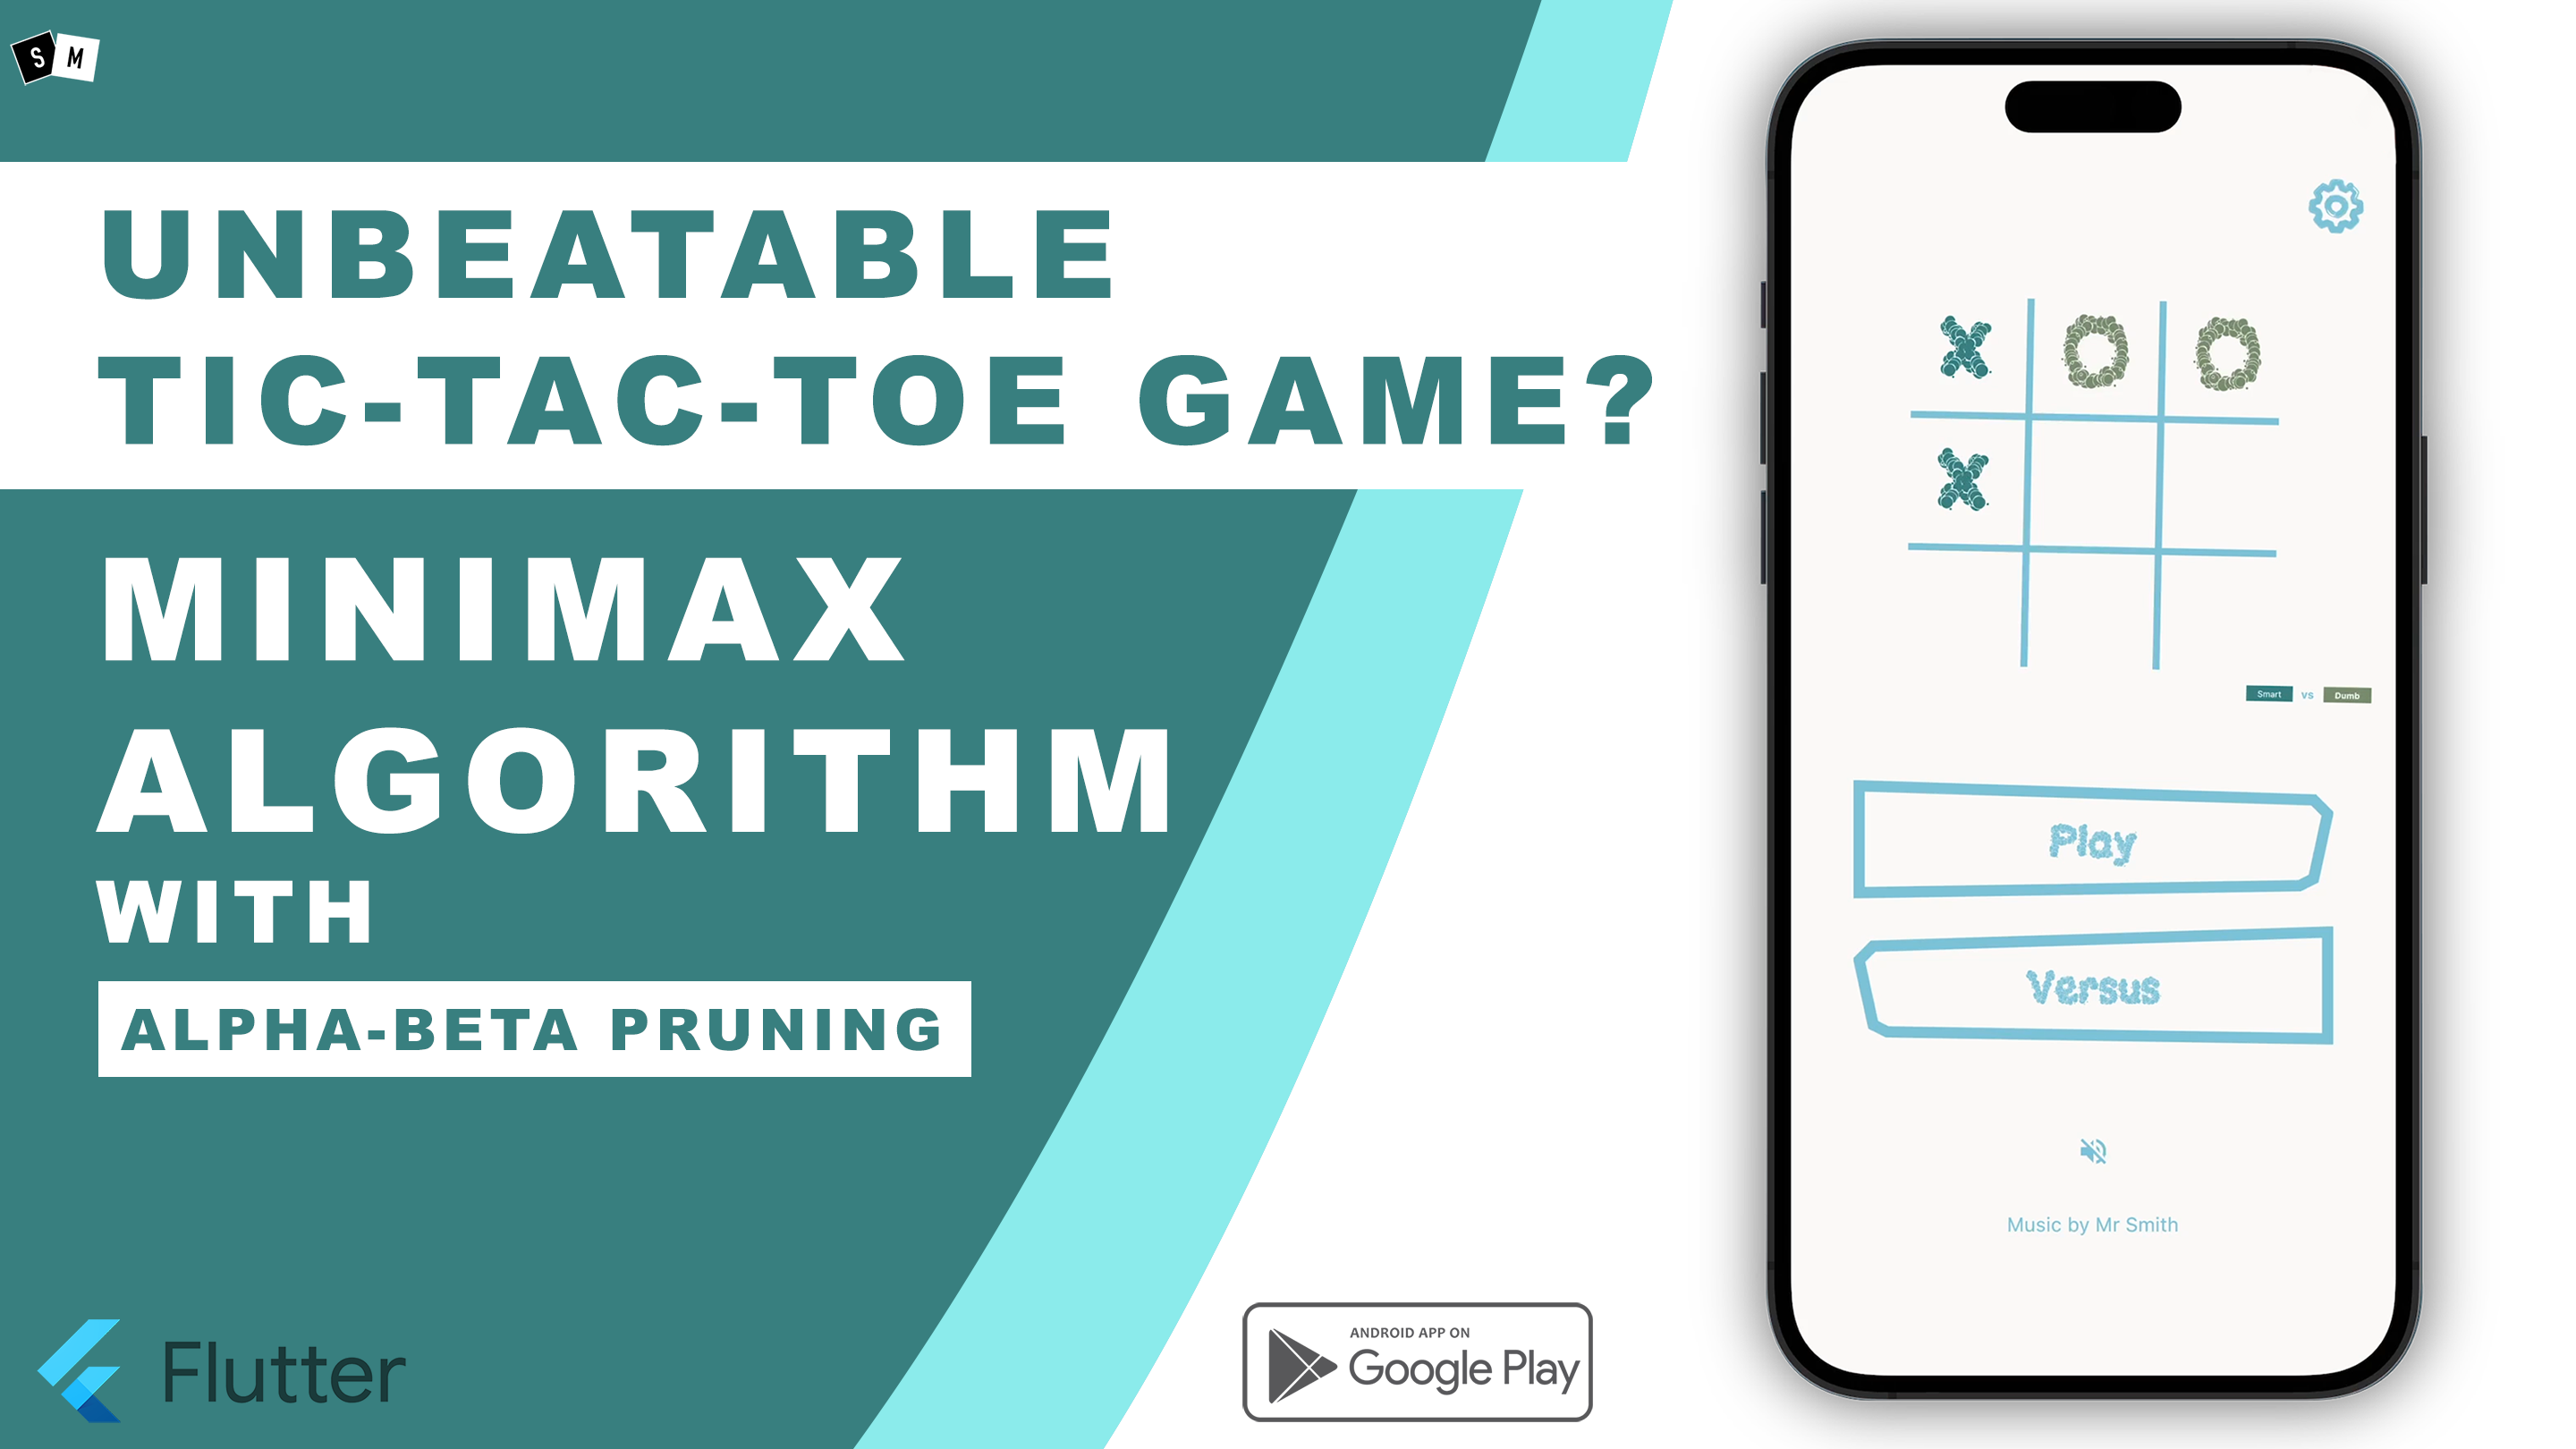 S M
UNBEATABLE
TIC-TAC-TOE GAME?
MINIMAX
ALGORITHM
WITH
ALPHA-BETA PRUNING
Flutter
ANDROID APP ON
Google Play
X O O
X
Smart vs Dumb
Play
Versus
Music by Mr Smith